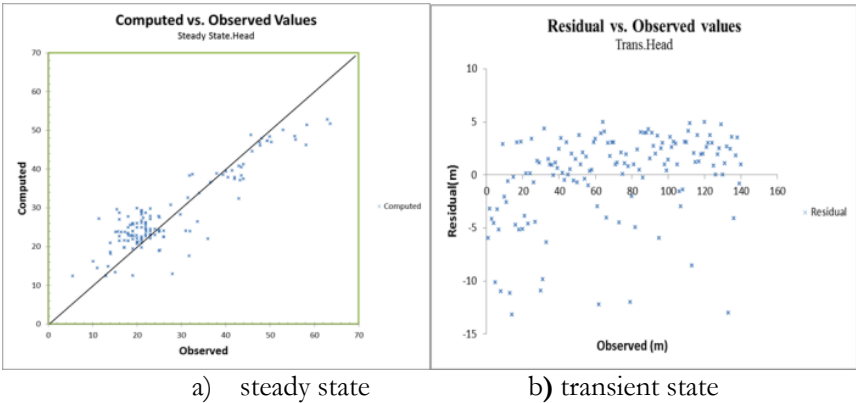 Computed vs. Observed Values
Steady State.Head
70
60
50
40
30
20
10
0
Computed
0 10 20 30 40 50 60 70
Observed
Computed
Residual vs. Observed values
Trans.Head
10
5
0
-5
-10
-15
Residual(m)
0 20 40 60 80 100 120 140 160
Observed (m)
Residual
a) steady state
b) transient state